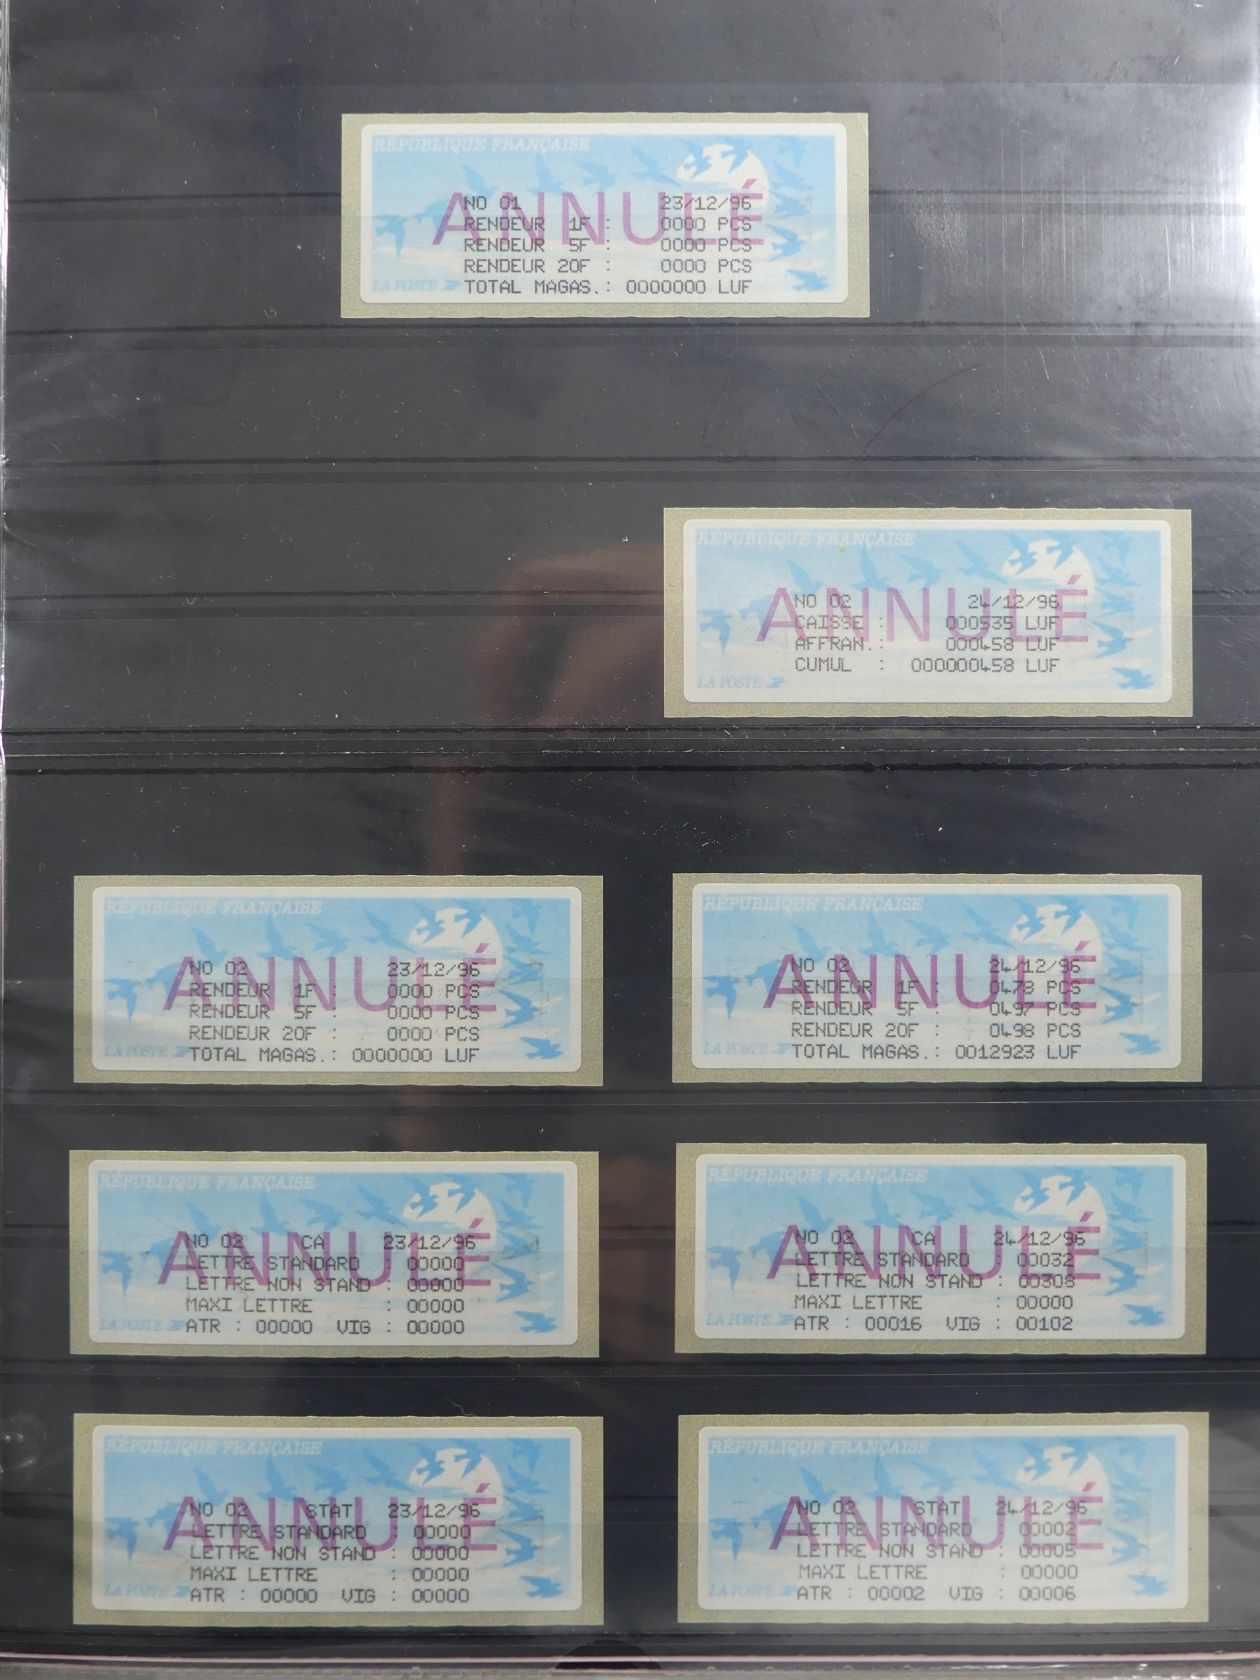 RÉPUBLIQUE FRANÇAISE
ANNULÉ
NO 01 23/12/96
RENDEUR 1F : 0000 PCS
RENDEUR 5F : 0000 PCS
RENDEUR 20F : 0000 PCS
LA POSTE TOTAL MAGAS.: 0000000 LUF
RÉPUBLIQUE FRANÇAISE
ANNULÉ
NO 02 24/12/96
CAISSE : 000535 LUF
AFFRAN.: 000458 LUF
CUMUL : 000000458 LUF
LA POSTE
RÉPUBLIQUE FRANÇAISE
ANNULÉ
NO 02 23/12/96
RENDEUR 1F : 0000 PCS
RENDEUR 5F : 0000 PCS
RENDEUR 20F : 0000 PCS
LA POSTE TOTAL MAGAS.: 0000000 LUF
RÉPUBLIQUE FRANÇAISE
ANNULÉ
NO 02 24/12/96
RENDEUR 1F : 0478 PCS
RENDEUR 5F : 0497 PCS
RENDEUR 20F : 0498 PCS
LA POSTE TOTAL MAGAS.: 0012923 LUF
RÉPUBLIQUE FRANÇAISE
ANNULÉ
NO 02 CA 23/12/96
LETTRE STANDARD : 00000
LETTRE NON STAND : 00000
MAXI LETTRE : 00000
LA POSTE ATR : 00000 VIG : 00000
RÉPUBLIQUE FRANÇAISE
ANNULÉ
NO 02 CA 24/12/96
LETTRE STANDARD : 00032
LETTRE NON STAND : 00308
MAXI LETTRE : 00000
LA POSTE ATR : 00016 VIG : 00102
RÉPUBLIQUE FRANÇAISE
ANNULÉ
NO 02 STAT 23/12/96
LETTRE STANDARD : 00000
LETTRE NON STAND : 00000
MAXI LETTRE : 00000
LA POSTE ATR : 00000 VIG : 00000
RÉPUBLIQUE FRANÇAISE
ANNULÉ
NO 02 STAT 24/12/96
LETTRE STANDARD : 00002
LETTRE NON STAND : 00005
MAXI LETTRE : 00000
LA POSTE ATR : 00002 VIG : 00006